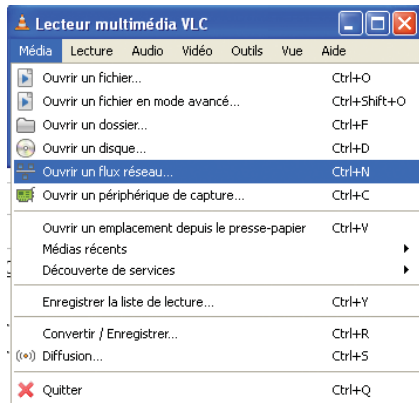 Lecteur multimédia VLC
Média Lecture Audio Vidéo Outils Vue Aide
Ouvrir un fichier... Ctrl+O
Ouvrir un fichier en mode avancé... Ctrl+Shift+O
Ouvrir un dossier... Ctrl+F
Ouvrir un disque... Ctrl+D
Ouvrir un flux réseau... Ctrl+N
Ouvrir un périphérique de capture... Ctrl+C
Ouvrir un emplacement depuis le presse-papier Ctrl+V
Médias récents
Découverte de services
Enregistrer la liste de lecture... Ctrl+Y
Convertir / Enregistrer... Ctrl+R
Diffusion... Ctrl+S
Quitter Ctrl+Q